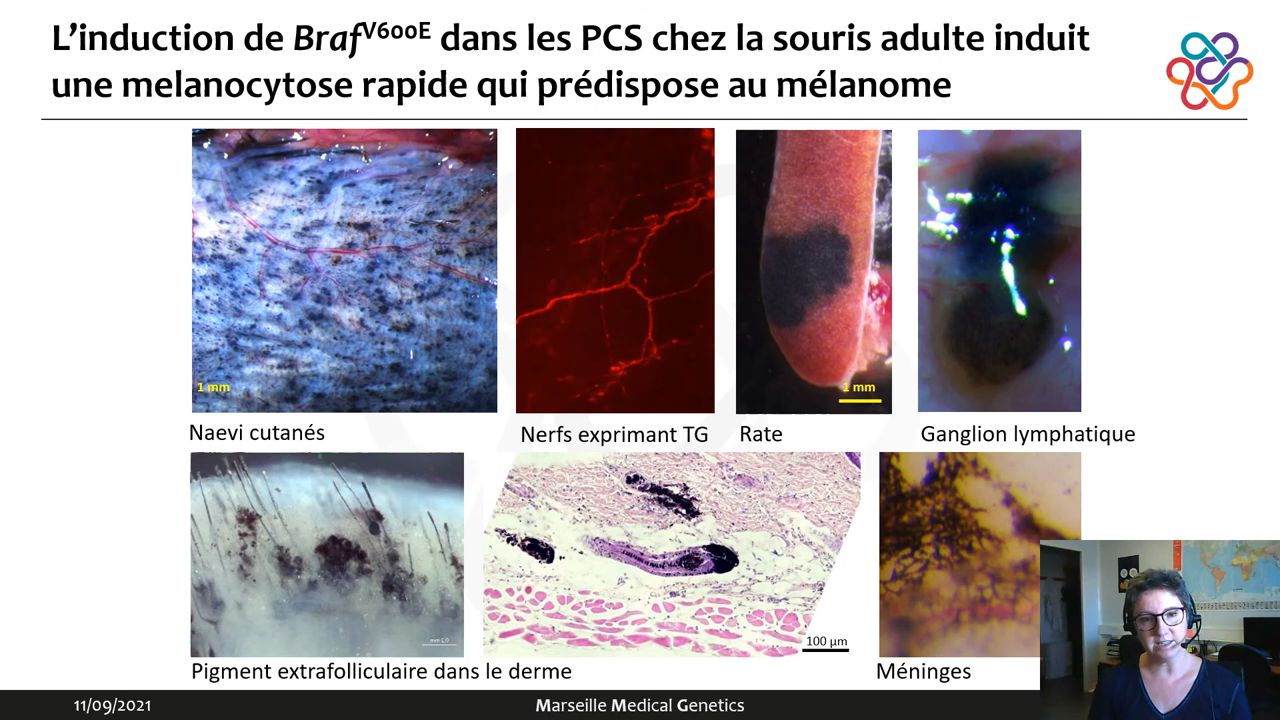 L'induction de Braf^V600E dans les PCS chez la souris adulte induit
une melanocytose rapide qui prédispose au mélanome
1 mm
1 mm
Naevi cutanés
Nerfs exprimant TG
Rate
Ganglion lymphatique
100 µm
Pigment extrafolliculaire dans le derme
Méninges
11/09/2021
Marseille Medical Genetics